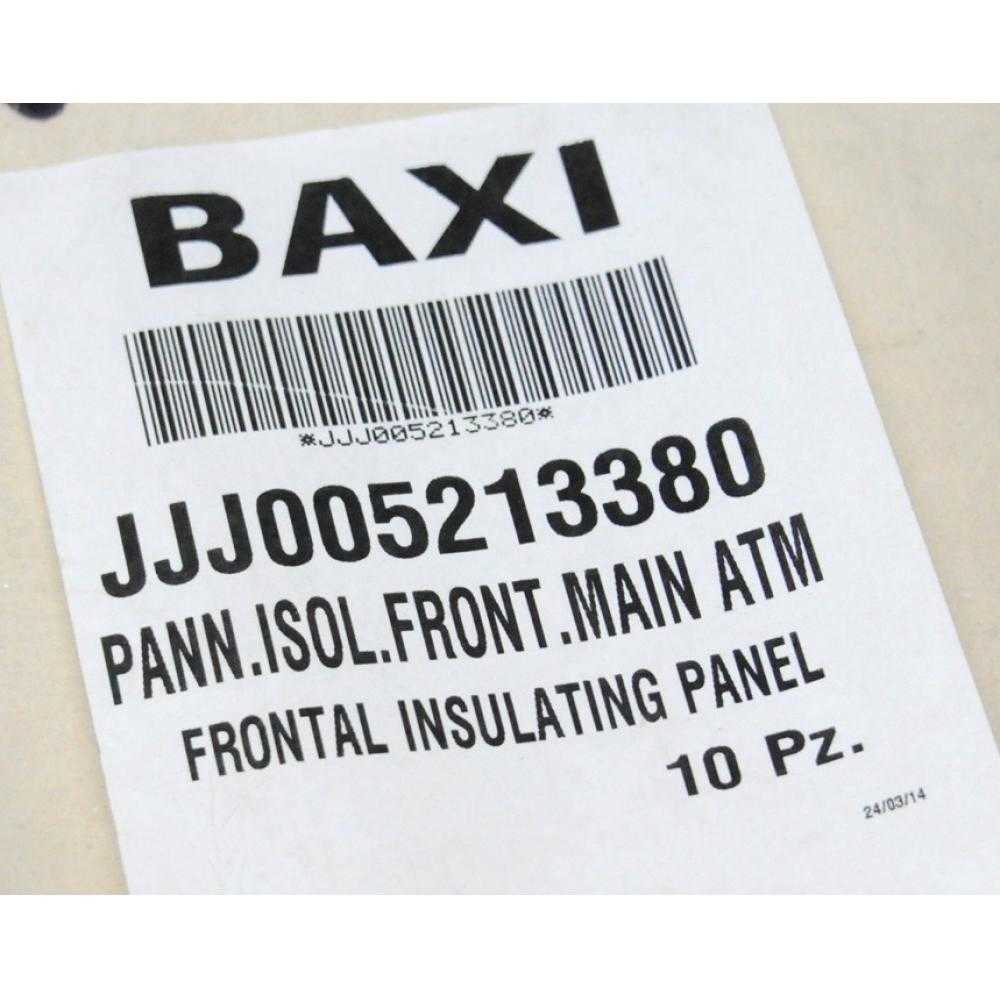 BAXI
*JJJ005213380*
JJJ005213380
PANN.ISOL.FRONT.MAIN ATM
FRONTAL INSULATING PANEL
10 Pz.
24/03/14